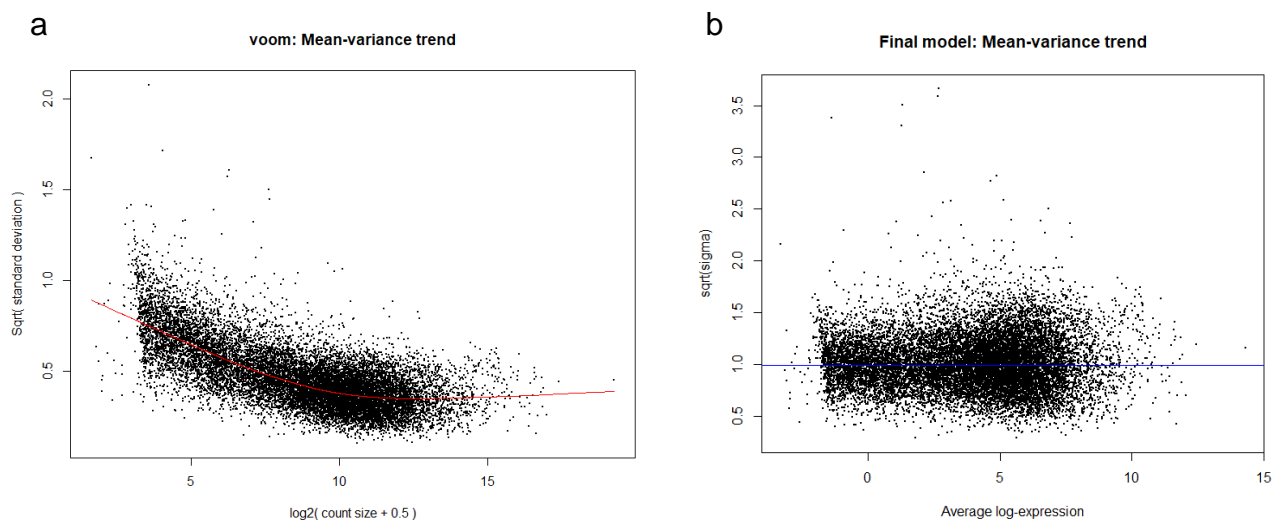 a
voom: Mean-variance trend
Sqrt( standard deviation )
2.0
1.5
1.0
0.5
5
10
15
log2( count size + 0.5 )
b
Final model: Mean-variance trend
sqrt(sigma)
3.5
3.0
2.5
2.0
1.5
1.0
0.5
0
5
10
15
Average log-expression